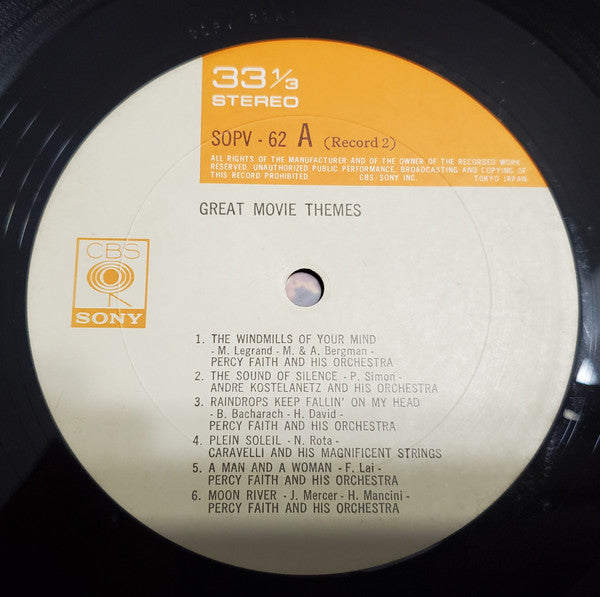 33 1/3
STEREO
SOPV - 62 A (Record 2)
ALL RIGHTS OF THE MANUFACTURER AND OF THE OWNER OF THE RECORDED WORK
RESERVED. UNAUTHORIZED PUBLIC PERFORMANCE, BROADCASTING AND COPYING OF
THIS RECORD PROHIBITED. CBS·SONY INC. TOKYO JAPAN
GREAT MOVIE THEMES
CBS
SONY
1. THE WINDMILLS OF YOUR MIND
- M. Legrand - M. & A. Bergman -
PERCY FAITH AND HIS ORCHESTRA
2. THE SOUND OF SILENCE - P. Simon -
ANDRE KOSTELANETZ AND HIS ORCHESTRA
3. RAINDROPS KEEP FALLIN' ON MY HEAD
- B. Bacharach - H. David -
PERCY FAITH AND HIS ORCHESTRA
4. PLEIN SOLEIL - N. Rota -
CARAVELLI AND HIS MAGNIFICENT STRINGS
5. A MAN AND A WOMAN - F. Lai -
PERCY FAITH AND HIS ORCHESTRA
6. MOON RIVER - J. Mercer - H. Mancini -
PERCY FAITH AND HIS ORCHESTRA